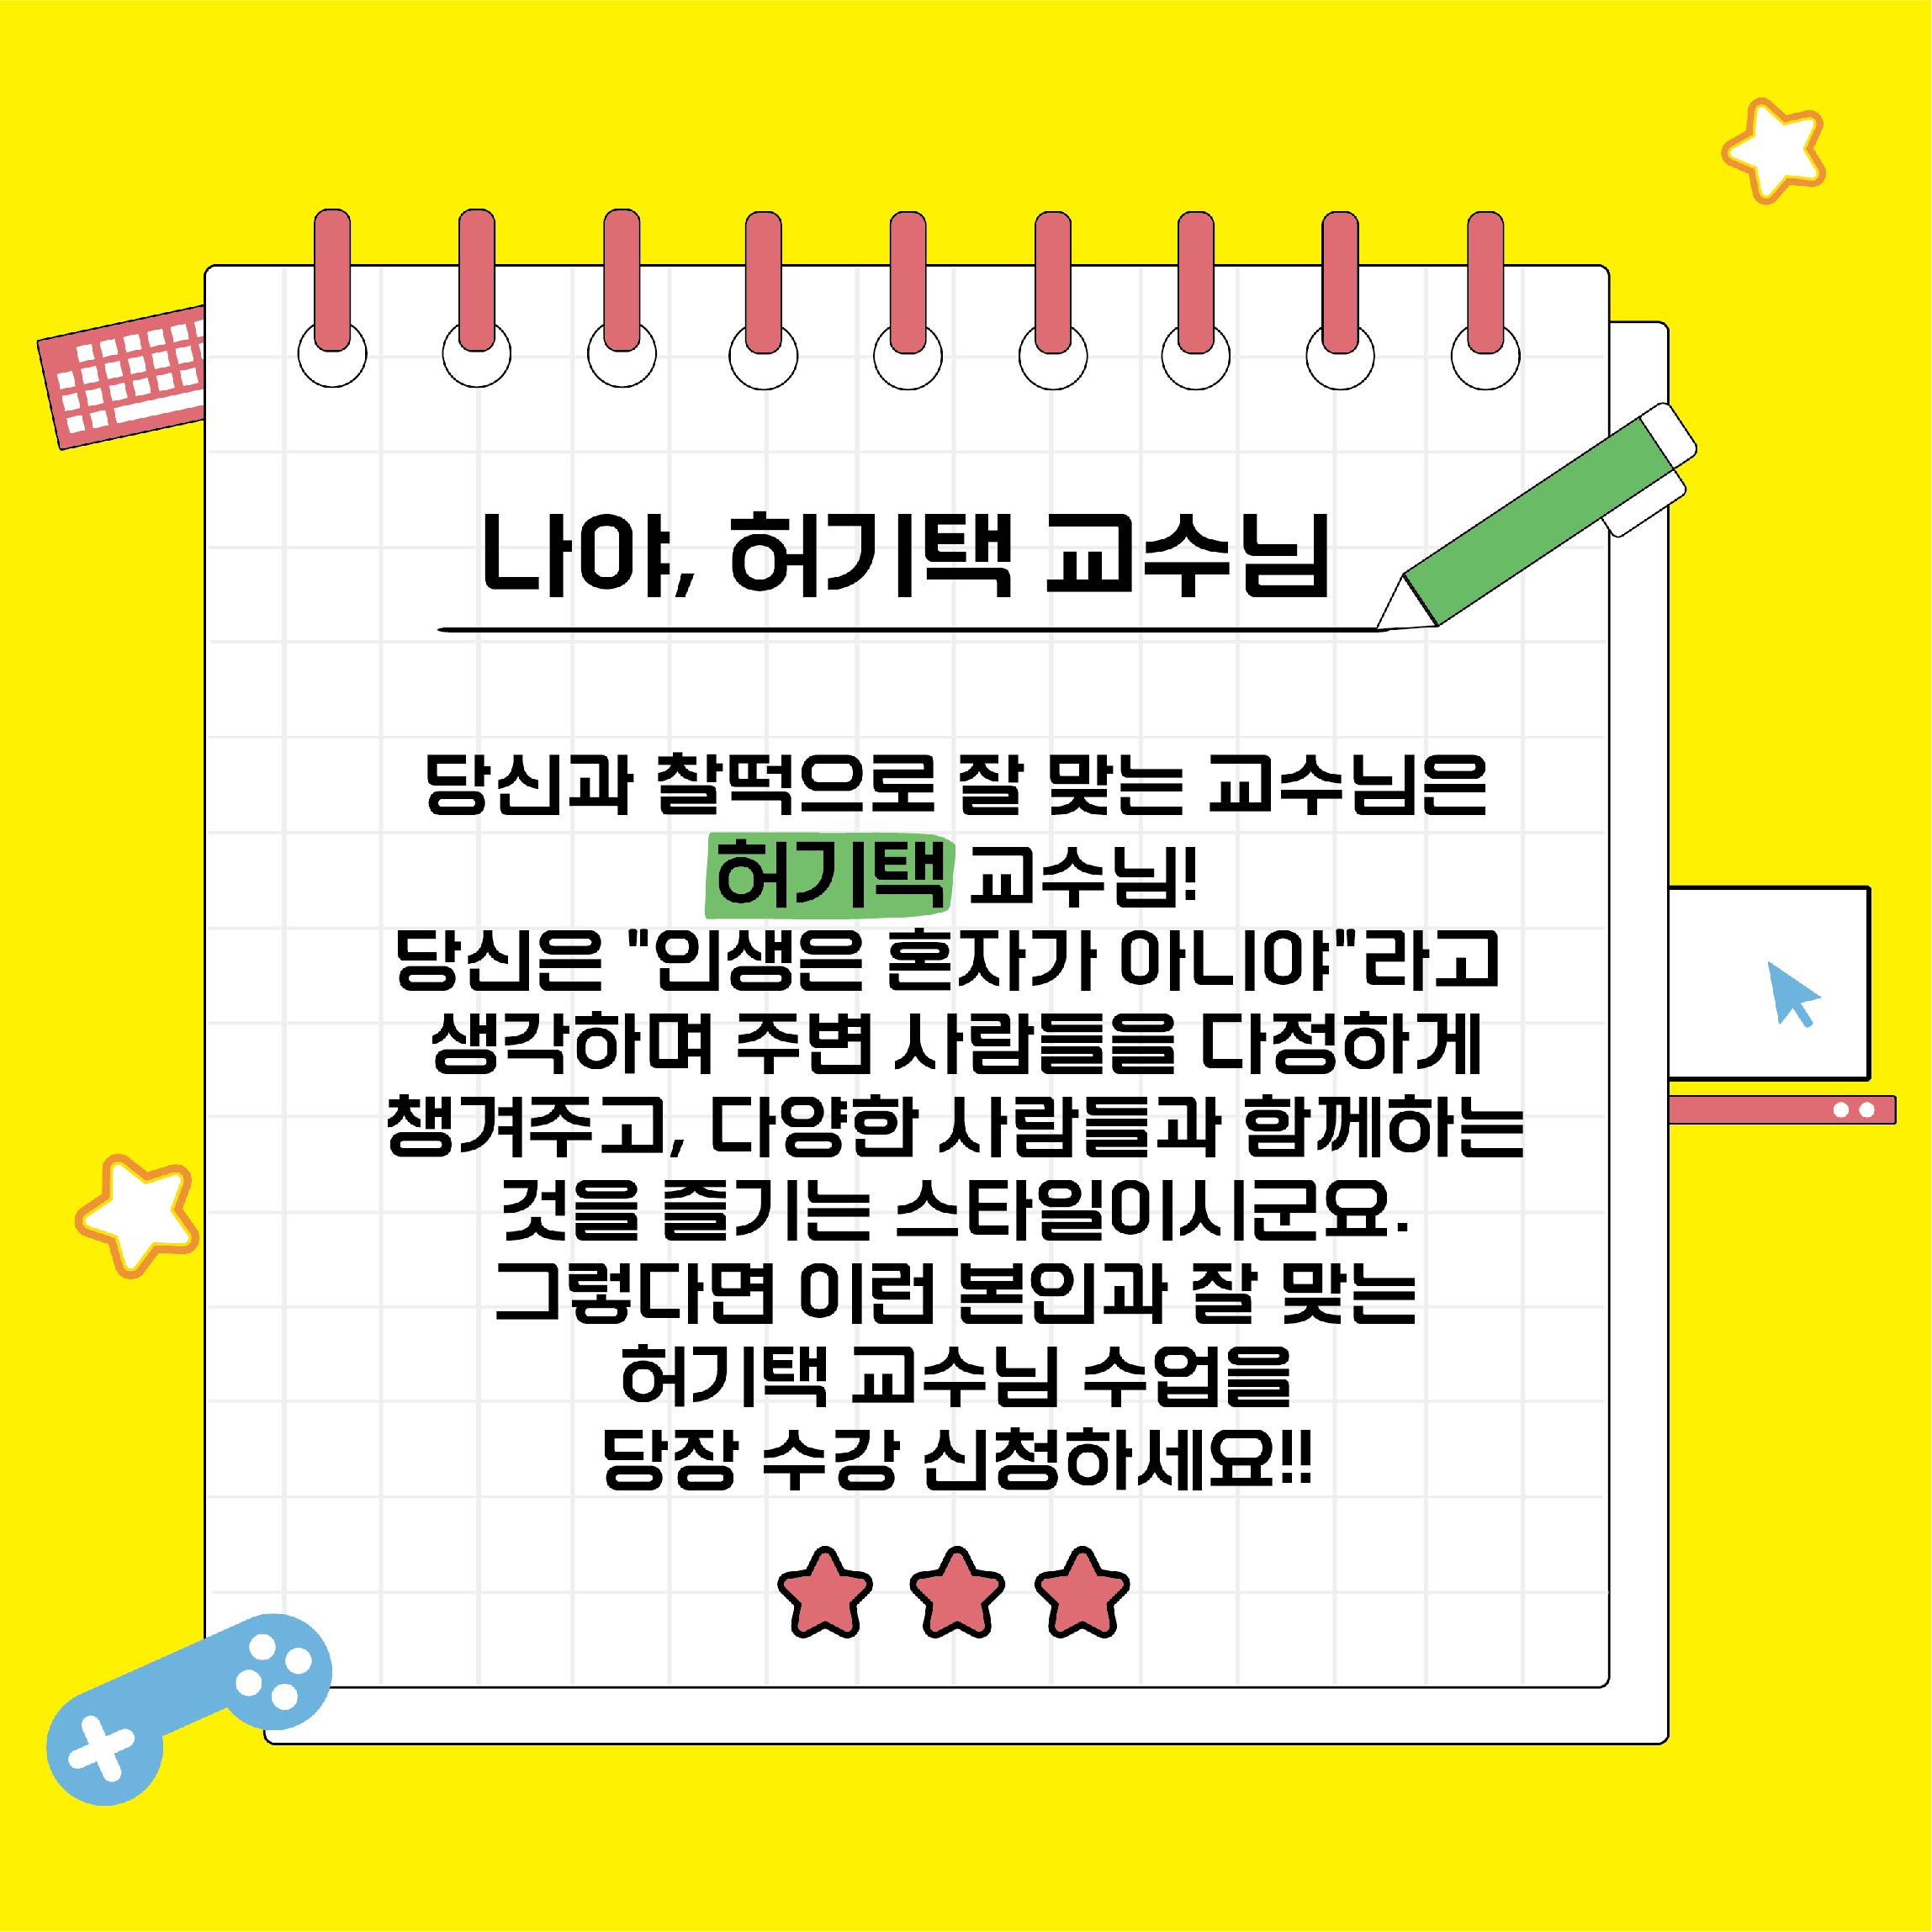 나야, 허기택 교수님
당신과 찰떡으로 잘 맞는 교수님은
허기택 교수님!
당신은 "인생은 혼자가 아니야"라고
생각하며 주변 사람들을 다정하게
챙겨주고, 다양한 사람들과 함께하는
것을 즐기는 스타일이시군요.
그렇다면 이런 본인과 잘 맞는
허기택 교수님 수업을
당장 수강 신청하세요!!